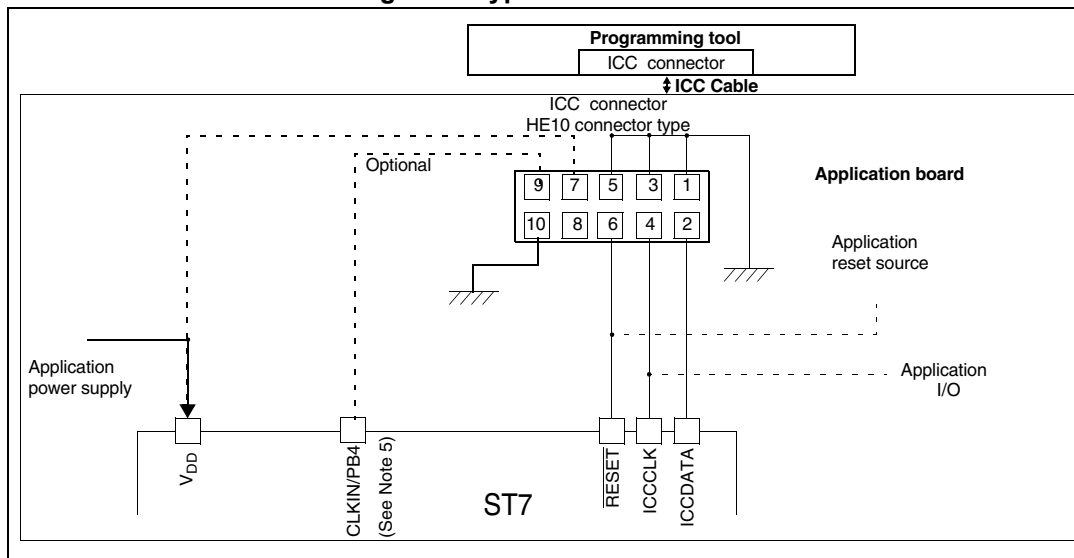 Programming tool
ICC connector
ICC Cable
ICC connector
HE10 connector type
Optional
9 7 5 3 1
10 8 6 4 2
Application board
Application
reset source
Application
power supply
Application
I/O
VDD
CLKIN/PB4
(See Note 5)
RESET
ICCCLK
ICCDATA
ST7